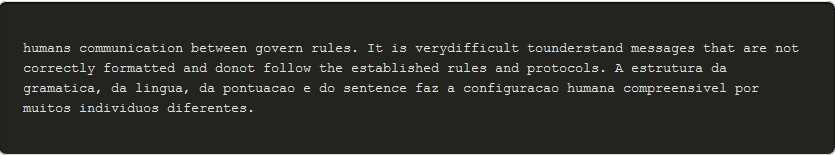 humans communication between govern rules. It is verydifficult tounderstand messages that are not
correctly formatted and donot follow the established rules and protocols. A estrutura da
gramatica, da lingua, da pontuacao e do sentence faz a configuracao humana compreensivel por
muitos individuos diferentes.